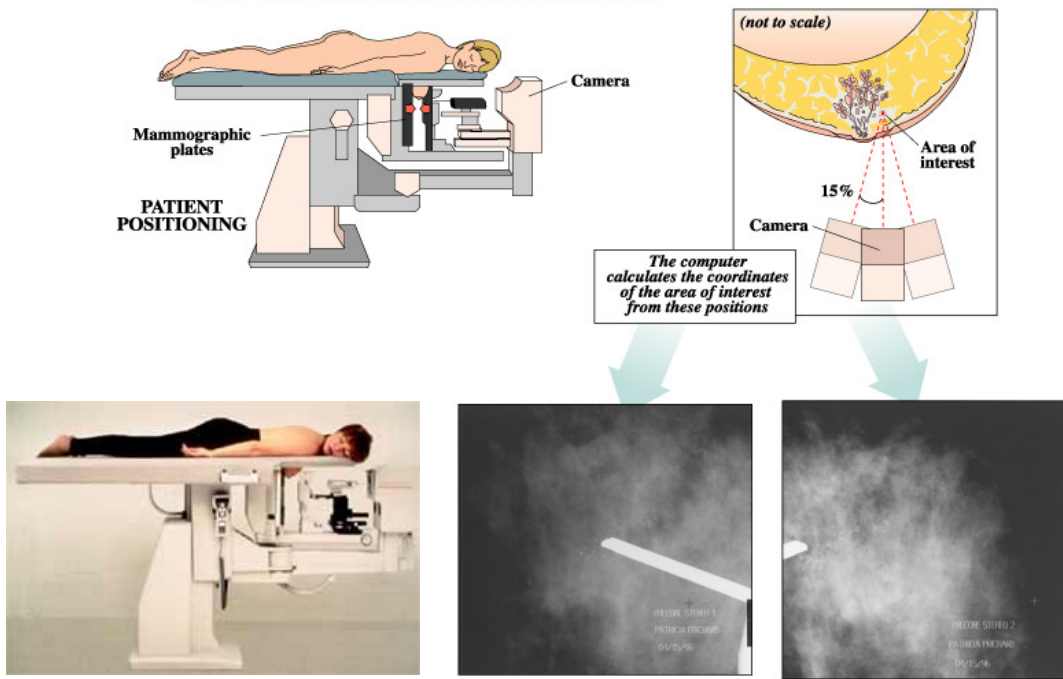 Camera
Mammographic
plates
PATIENT
POSITIONING
(not to scale)
Area of
interest
15%
Camera
The computer
calculates the coordinates
of the area of interest
from these positions
PRECORE STEREO 1
PATRICIA PRICHARD
04/15/96
PRECORE STEREO 2
PATRICIA PRICHARD
04/15/96